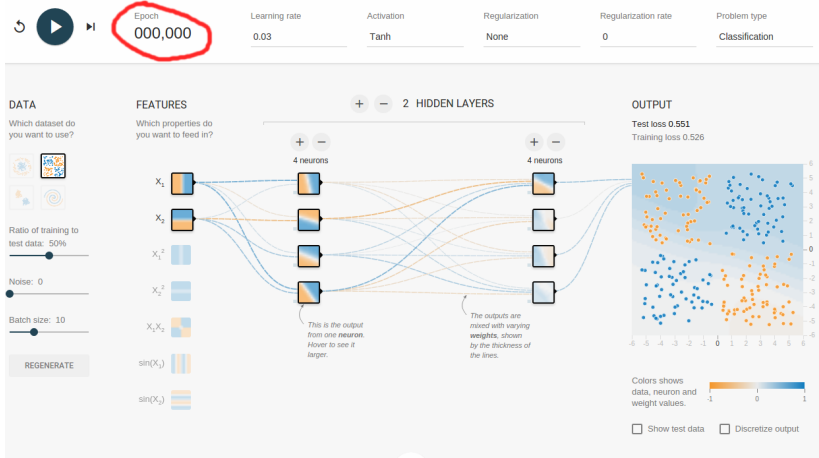 Epoch
000,000
Learning rate
0.03
Activation
Tanh
Regularization
None
Regularization rate
0
Problem type
Classification
DATA
Which dataset do
you want to use?
Ratio of training to
test data: 50%
Noise: 0
Batch size: 10
REGENERATE
FEATURES
Which properties do
you want to feed in?
X₁
X₂
X₁²
X₂²
X₁X₂
sin(X₁)
sin(X₂)
+ − 2 HIDDEN LAYERS
+ −
4 neurons
+ −
4 neurons
This is the output
from one neuron.
Hover to see it
larger.
The outputs are
mixed with varying
weights, shown
by the thickness of
the lines.
OUTPUT
Test loss 0.551
Training loss 0.526
6
5
4
3
2
1
0
-1
-2
-3
-4
-5
-6
-6 -5 -4 -3 -2 -1 0 1 2 3 4 5 6
Colors shows
data, neuron and
weight values.
-1 0 1
Show test data
Discretize output